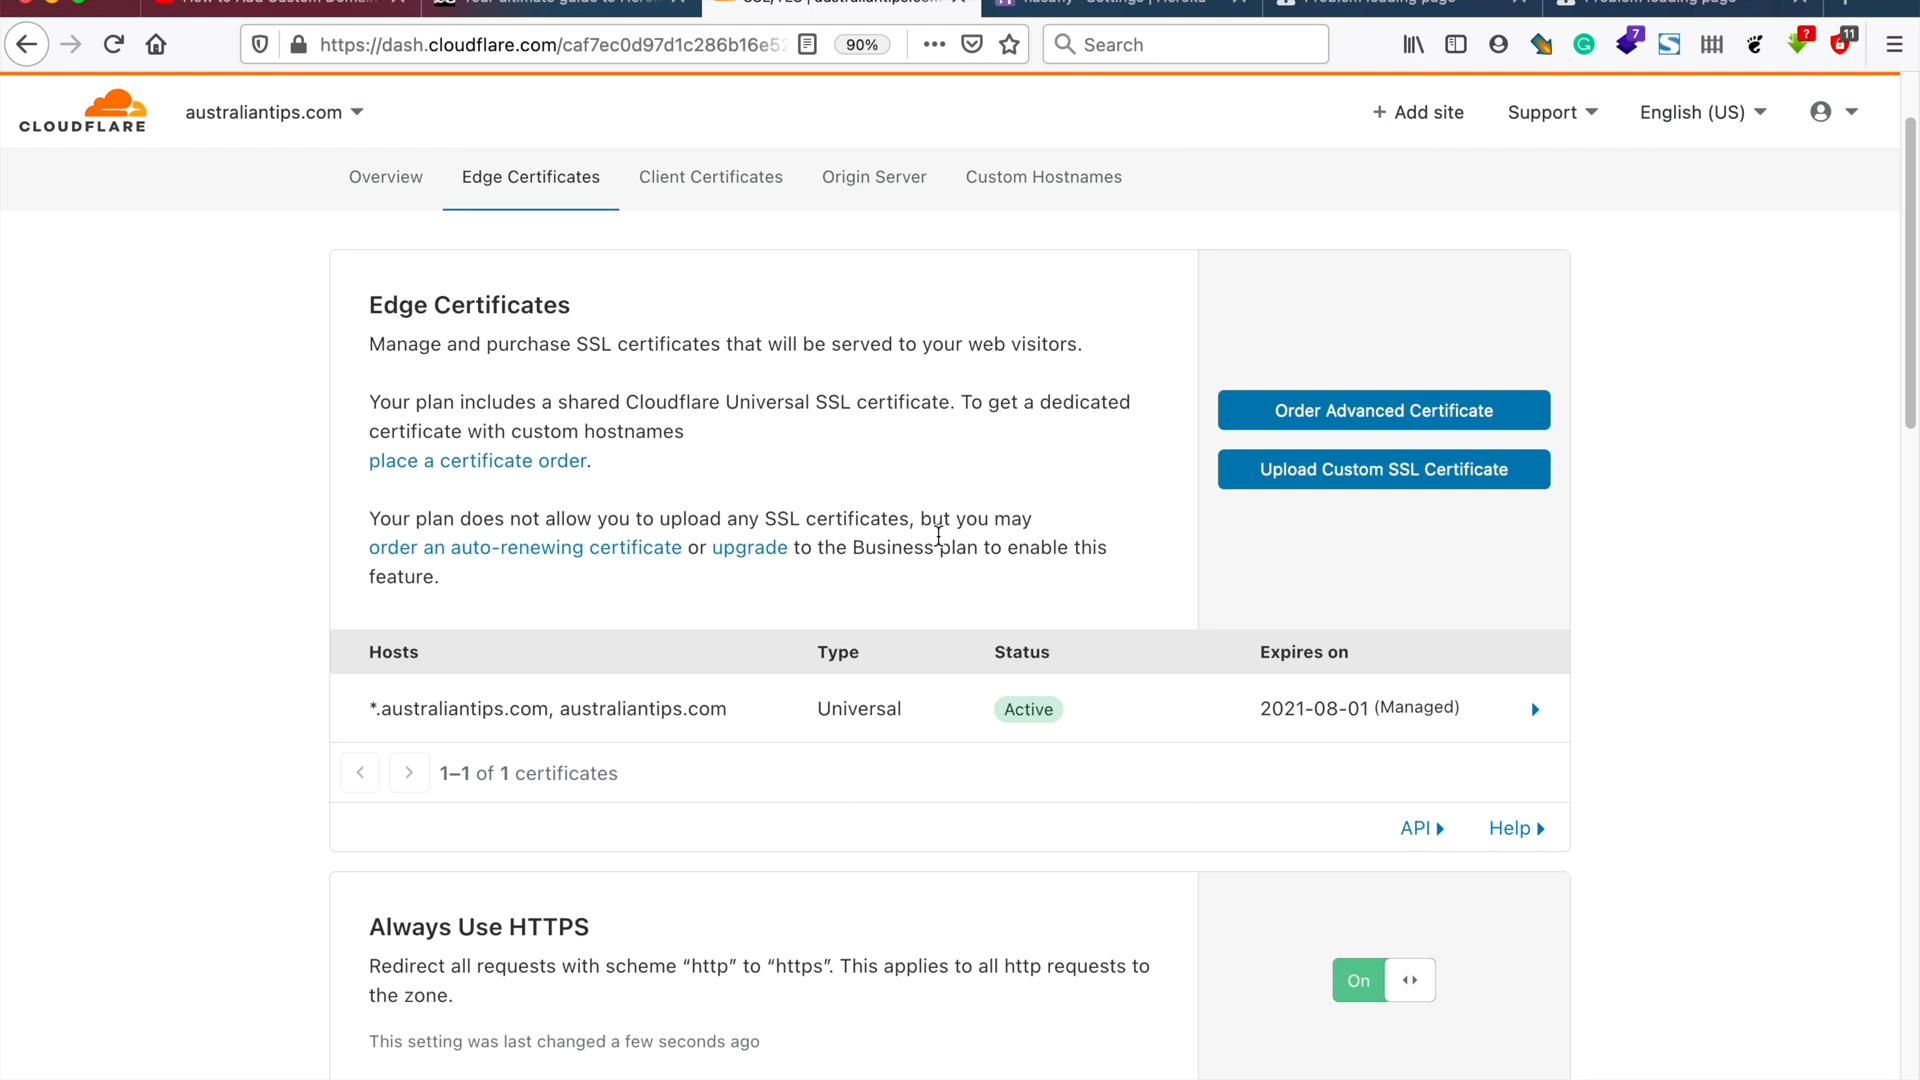 https://dash.cloudflare.com/caf7ec0d97d1c286b16e52
90%
Search
7
?
11
CLOUDFLARE
australiantips.com
+ Add site
Support
English (US)
Overview
Edge Certificates
Client Certificates
Origin Server
Custom Hostnames
Edge Certificates
Manage and purchase SSL certificates that will be served to your web visitors.
Your plan includes a shared Cloudflare Universal SSL certificate. To get a dedicated
certificate with custom hostnames
place a certificate order.
Order Advanced Certificate
Upload Custom SSL Certificate
Your plan does not allow you to upload any SSL certificates, but you may
order an auto-renewing certificate or upgrade to the Business plan to enable this
feature.
Hosts
Type
Status
Expires on
*.australiantips.com, australiantips.com
Universal
Active
2021-08-01 (Managed)
1–1 of 1 certificates
API
Help
Always Use HTTPS
Redirect all requests with scheme “http” to “https”. This applies to all http requests to
the zone.
On
This setting was last changed a few seconds ago